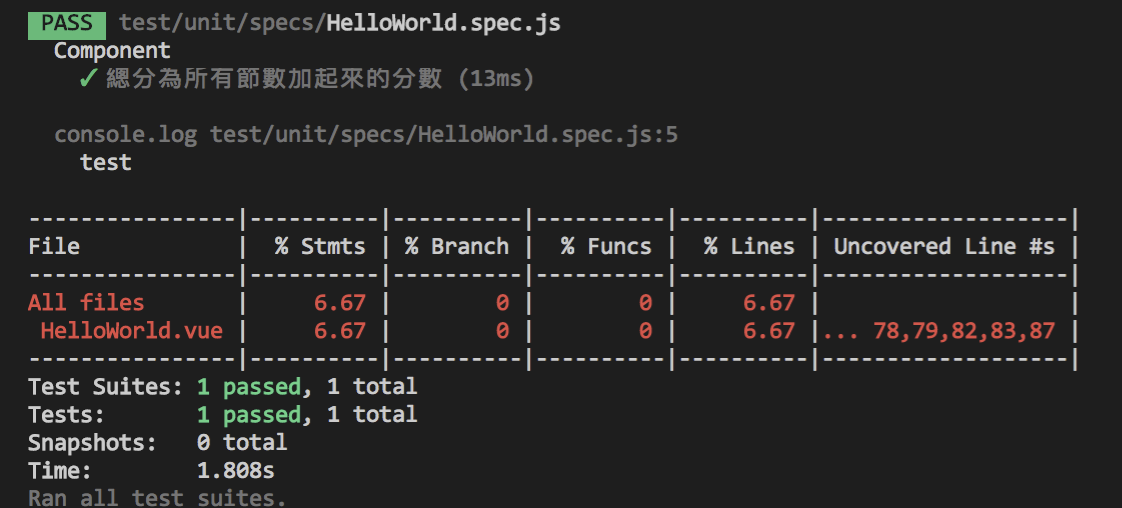 PASS test/unit/specs/HelloWorld.spec.js
Component
✓ 總分為所有節數加起來的分數 (13ms)
console.log test/unit/specs/HelloWorld.spec.js:5
test
----------------|----------|----------|----------|----------|-------------------|
File | % Stmts | % Branch | % Funcs | % Lines | Uncovered Line #s |
----------------|----------|----------|----------|----------|-------------------|
All files | 6.67 | 0 | 0 | 6.67 | |
HelloWorld.vue | 6.67 | 0 | 0 | 6.67 |... 78,79,82,83,87 |
----------------|----------|----------|----------|----------|-------------------|
Test Suites: 1 passed, 1 total
Tests: 1 passed, 1 total
Snapshots: 0 total
Time: 1.808s
Ran all test suites.